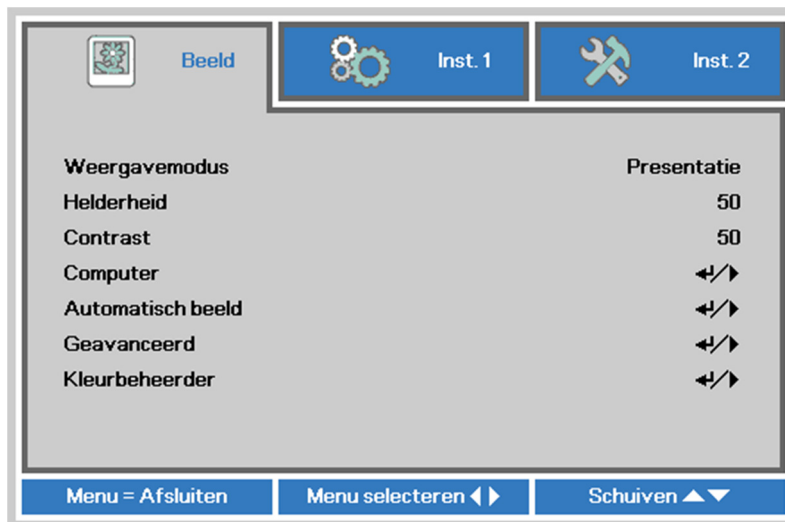 Beeld Inst. 1 Inst. 2
Weergavemodus Presentatie
Helderheid 50
Contrast 50
Computer
Automatisch beeld
Geavanceerd
Kleurbeheerder
Menu = Afsluiten Menu selecteren Schuiven